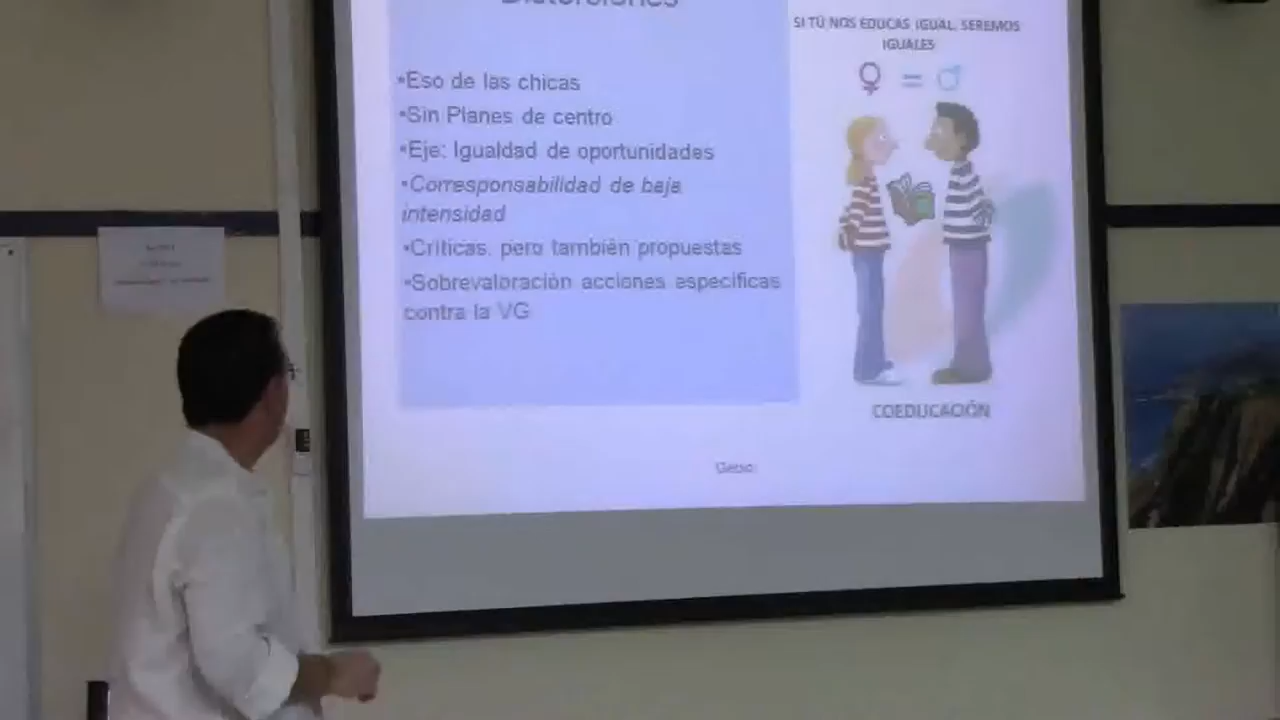 Distorsiones
•Eso de las chicas
•Sin Planes de centro
•Eje: Igualdad de oportunidades
•Corresponsabilidad de baja
intensidad
•Críticas, pero también propuestas
•Sobrevaloración acciones específicas
contra la VG
SI TÚ NOS EDUCAS IGUAL, SEREMOS
IGUALES
♀ = ♂
COEDUCACIÓN